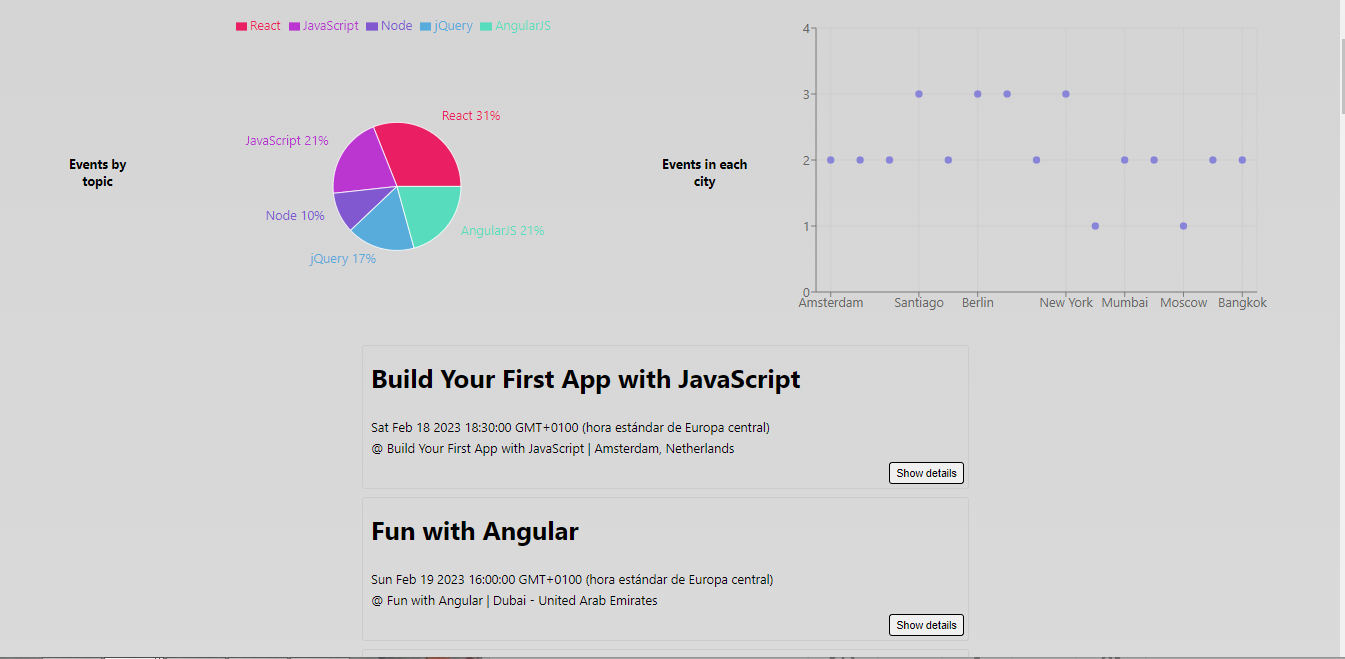 React JavaScript Node jQuery AngularJS
Events by
topic
React 31%
JavaScript 21%
Node 10%
jQuery 17%
AngularJS 21%
Events in each
city
4
3
2
1
0
Amsterdam Santiago Berlin New York Mumbai Moscow Bangkok
Build Your First App with JavaScript
Sat Feb 18 2023 18:30:00 GMT+0100 (hora estándar de Europa central)
@ Build Your First App with JavaScript | Amsterdam, Netherlands
Show details
Fun with Angular
Sun Feb 19 2023 16:00:00 GMT+0100 (hora estándar de Europa central)
@ Fun with Angular | Dubai - United Arab Emirates
Show details